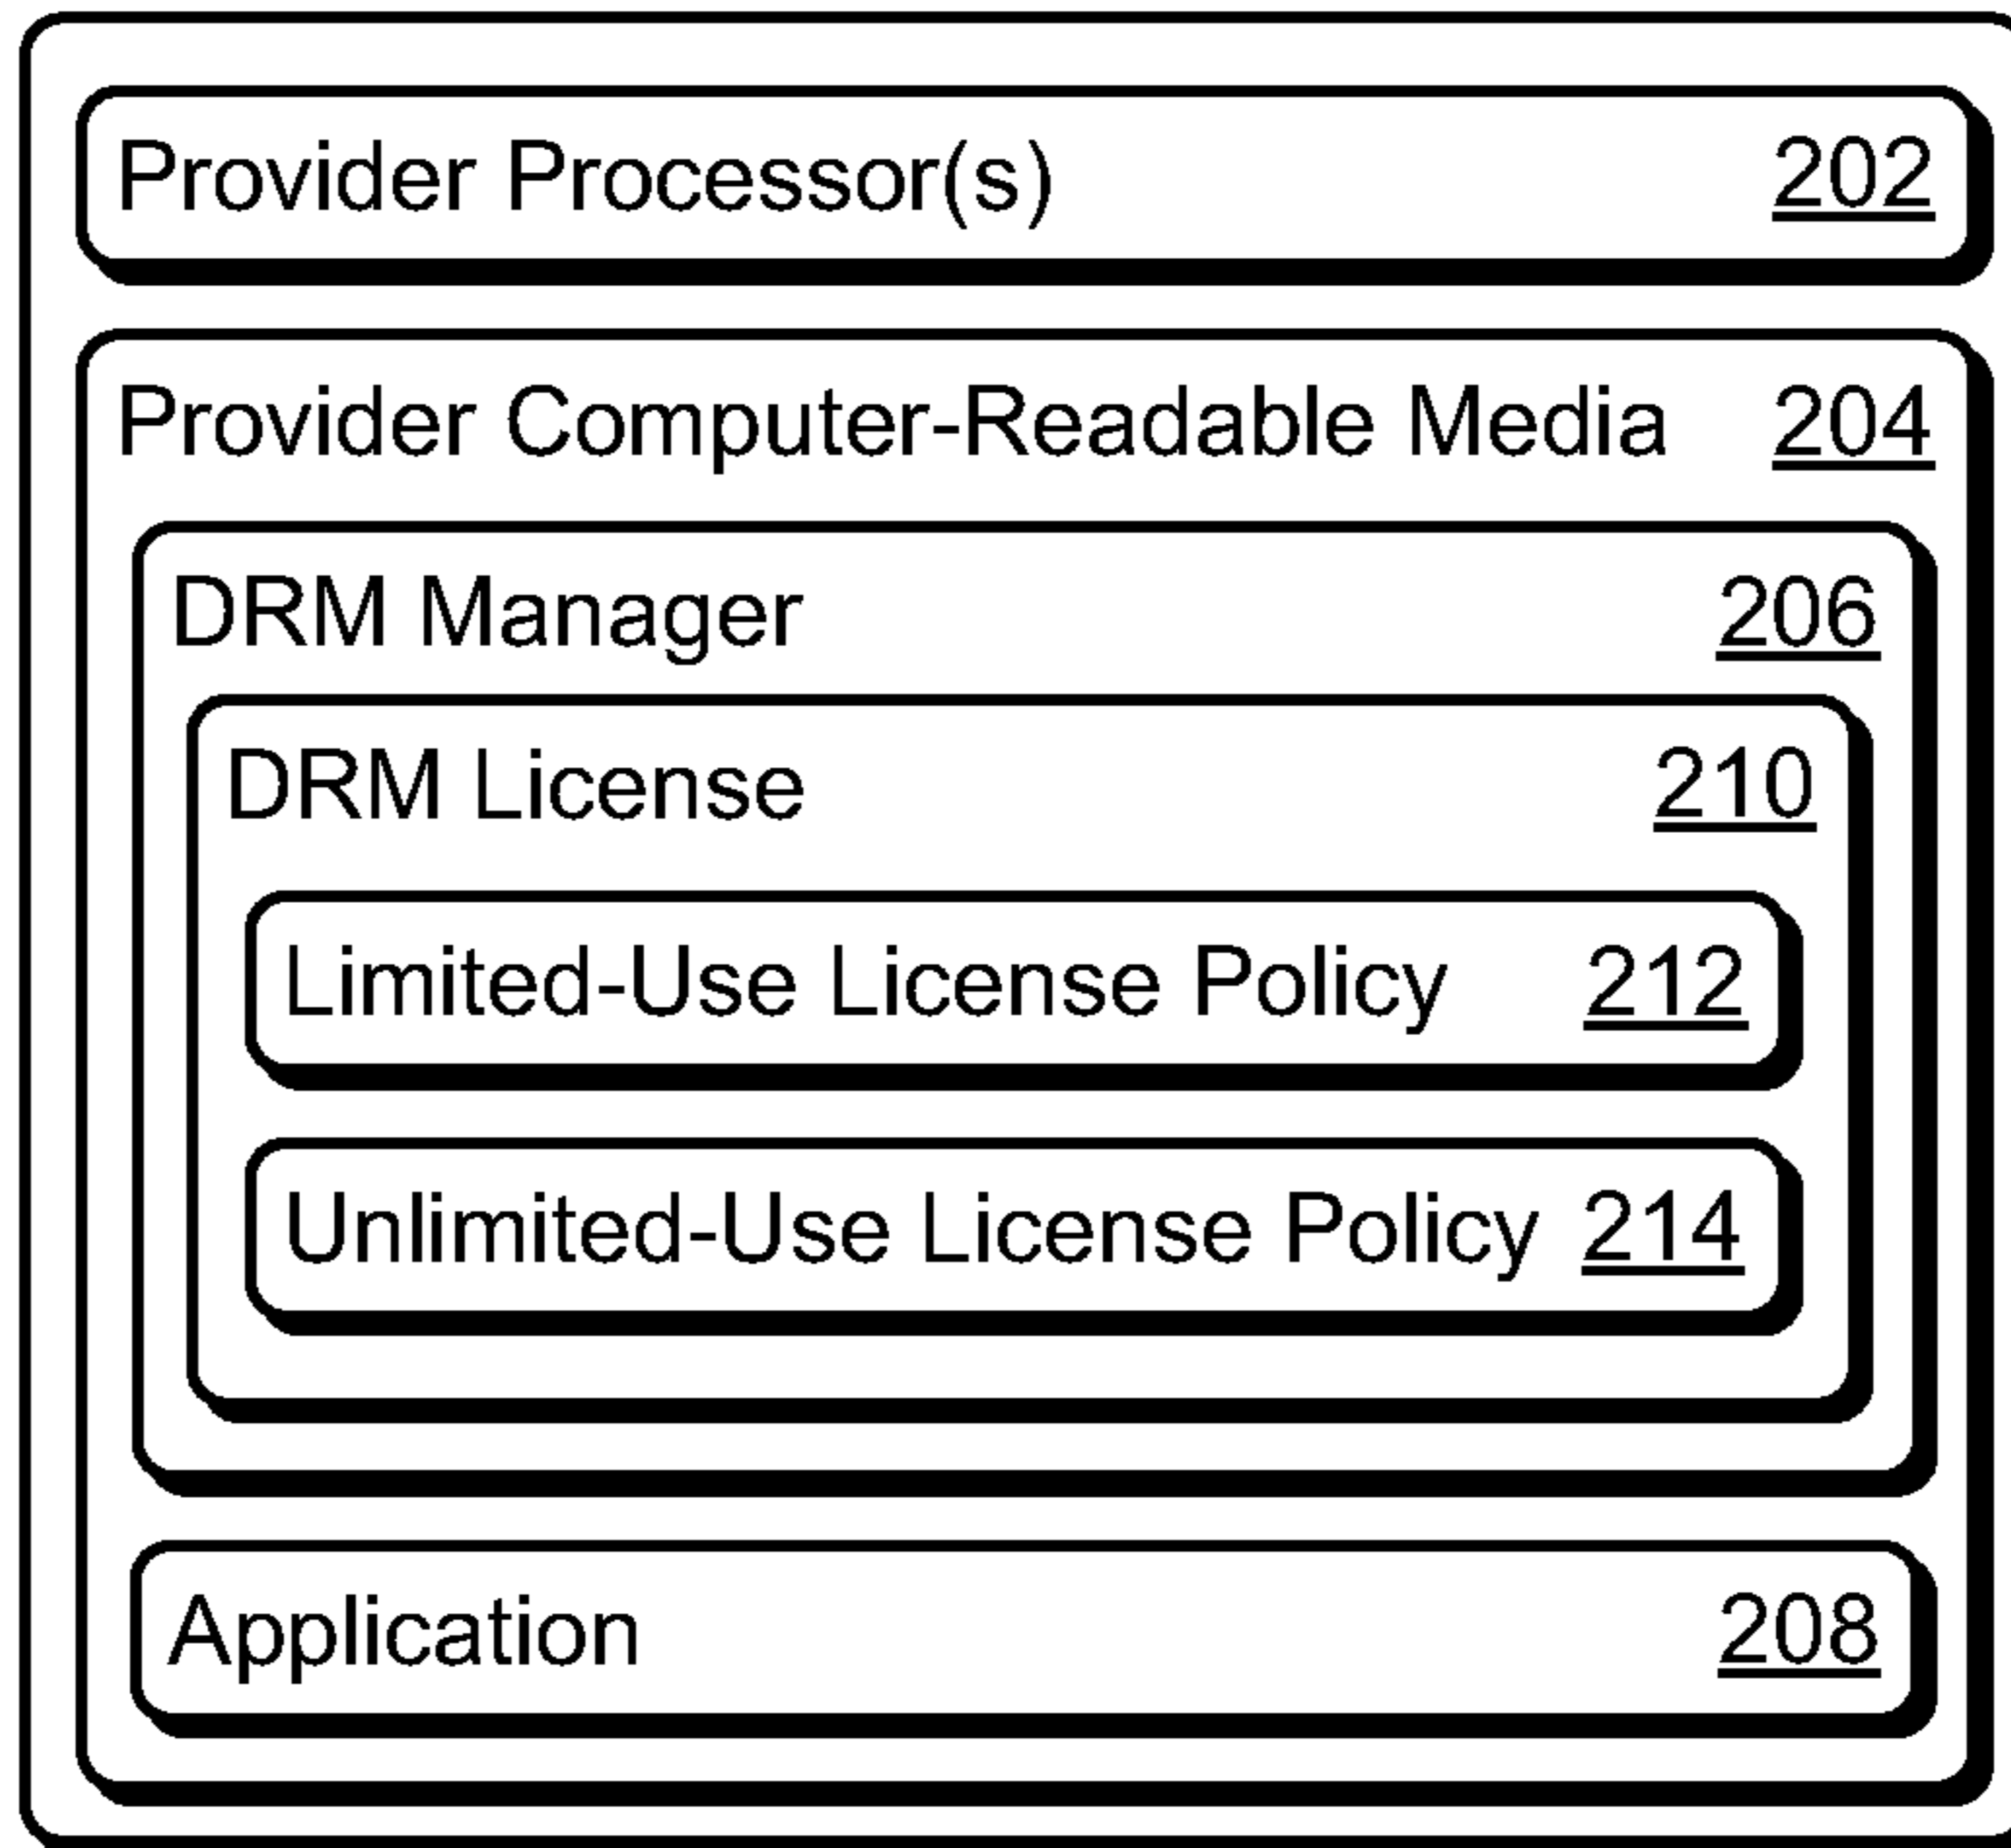 Provider Processor(s) 202
Provider Computer-Readable Media 204
DRM Manager 206
DRM License 210
Limited-Use License Policy 212
Unlimited-Use License Policy 214
Application 208